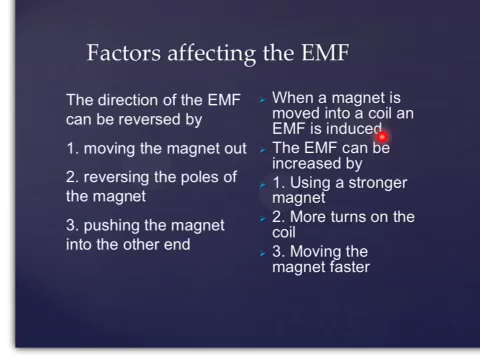 Factors affecting the EMF
The direction of the EMF
can be reversed by
1. moving the magnet out
2. reversing the poles of
the magnet
3. pushing the magnet
into the other end
When a magnet is
moved into a coil an
EMF is induced
The EMF can be
increased by
1. Using a stronger
magnet
2. More turns on the
coil
3. Moving the
magnet faster